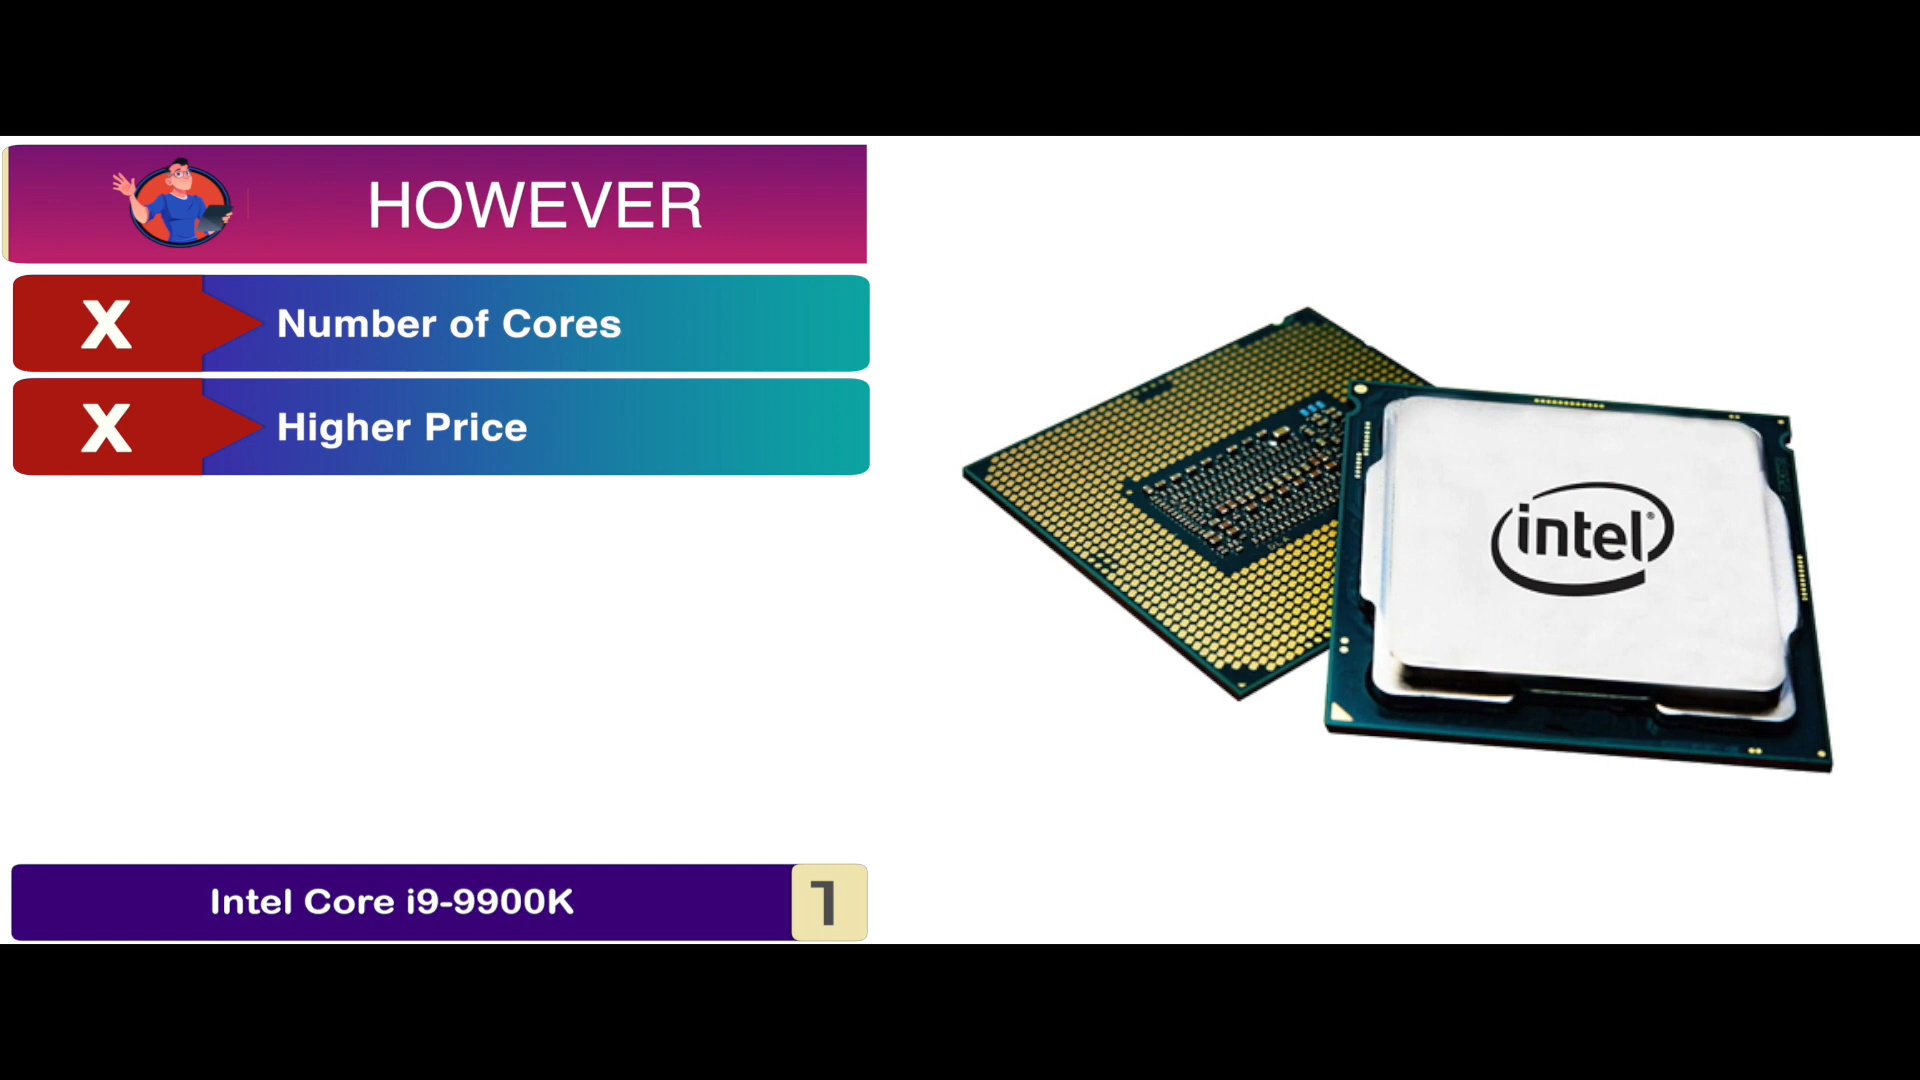 HOWEVER
X
Number of Cores
X
Higher Price
intel®
Intel Core i9-9900K
1